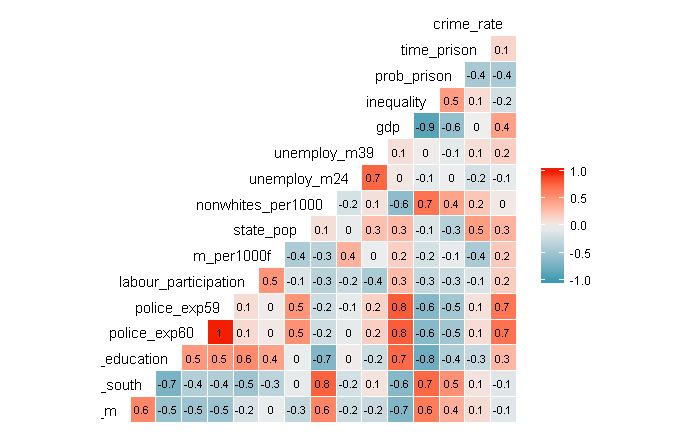 crime_rate
time_prison 0.1
prob_prison -0.4 -0.4
inequality 0.5 0.1 -0.2
gdp -0.9 -0.6 0 0.4
unemploy_m39 0.1 0 -0.1 0.1 0.2
unemploy_m24 0.7 0 -0.1 0 -0.2 -0.1
nonwhites_per1000 -0.2 0.1 -0.6 0.7 0.4 0.2 0
state_pop 0.1 0 0.3 0.3 -0.1 -0.3 0.5 0.3
m_per1000f -0.4 -0.3 0.4 0 0.2 -0.2 -0.1 -0.4 0.2
labour_participation 0.5 -0.1 -0.3 -0.2 -0.4 0.3 -0.3 -0.3 -0.1 0.2
police_exp59 0.1 0 0.5 -0.2 -0.1 0.2 0.8 -0.6 -0.5 0.1 0.7
police_exp60 1 0.1 0 0.5 -0.2 0 0.2 0.8 -0.6 -0.5 0.1 0.7
_education 0.5 0.5 0.6 0.4 0 -0.7 0 -0.2 0.7 -0.8 -0.4 -0.3 0.3
_south -0.7 -0.4 -0.4 -0.5 -0.3 0 0.8 -0.2 0.1 -0.6 0.7 0.5 0.1 -0.1
_m 0.6 -0.5 -0.5 -0.5 -0.2 0 -0.3 0.6 -0.2 -0.2 -0.7 0.6 0.4 0.1 -0.1
1.0
0.5
0.0
-0.5
-1.0